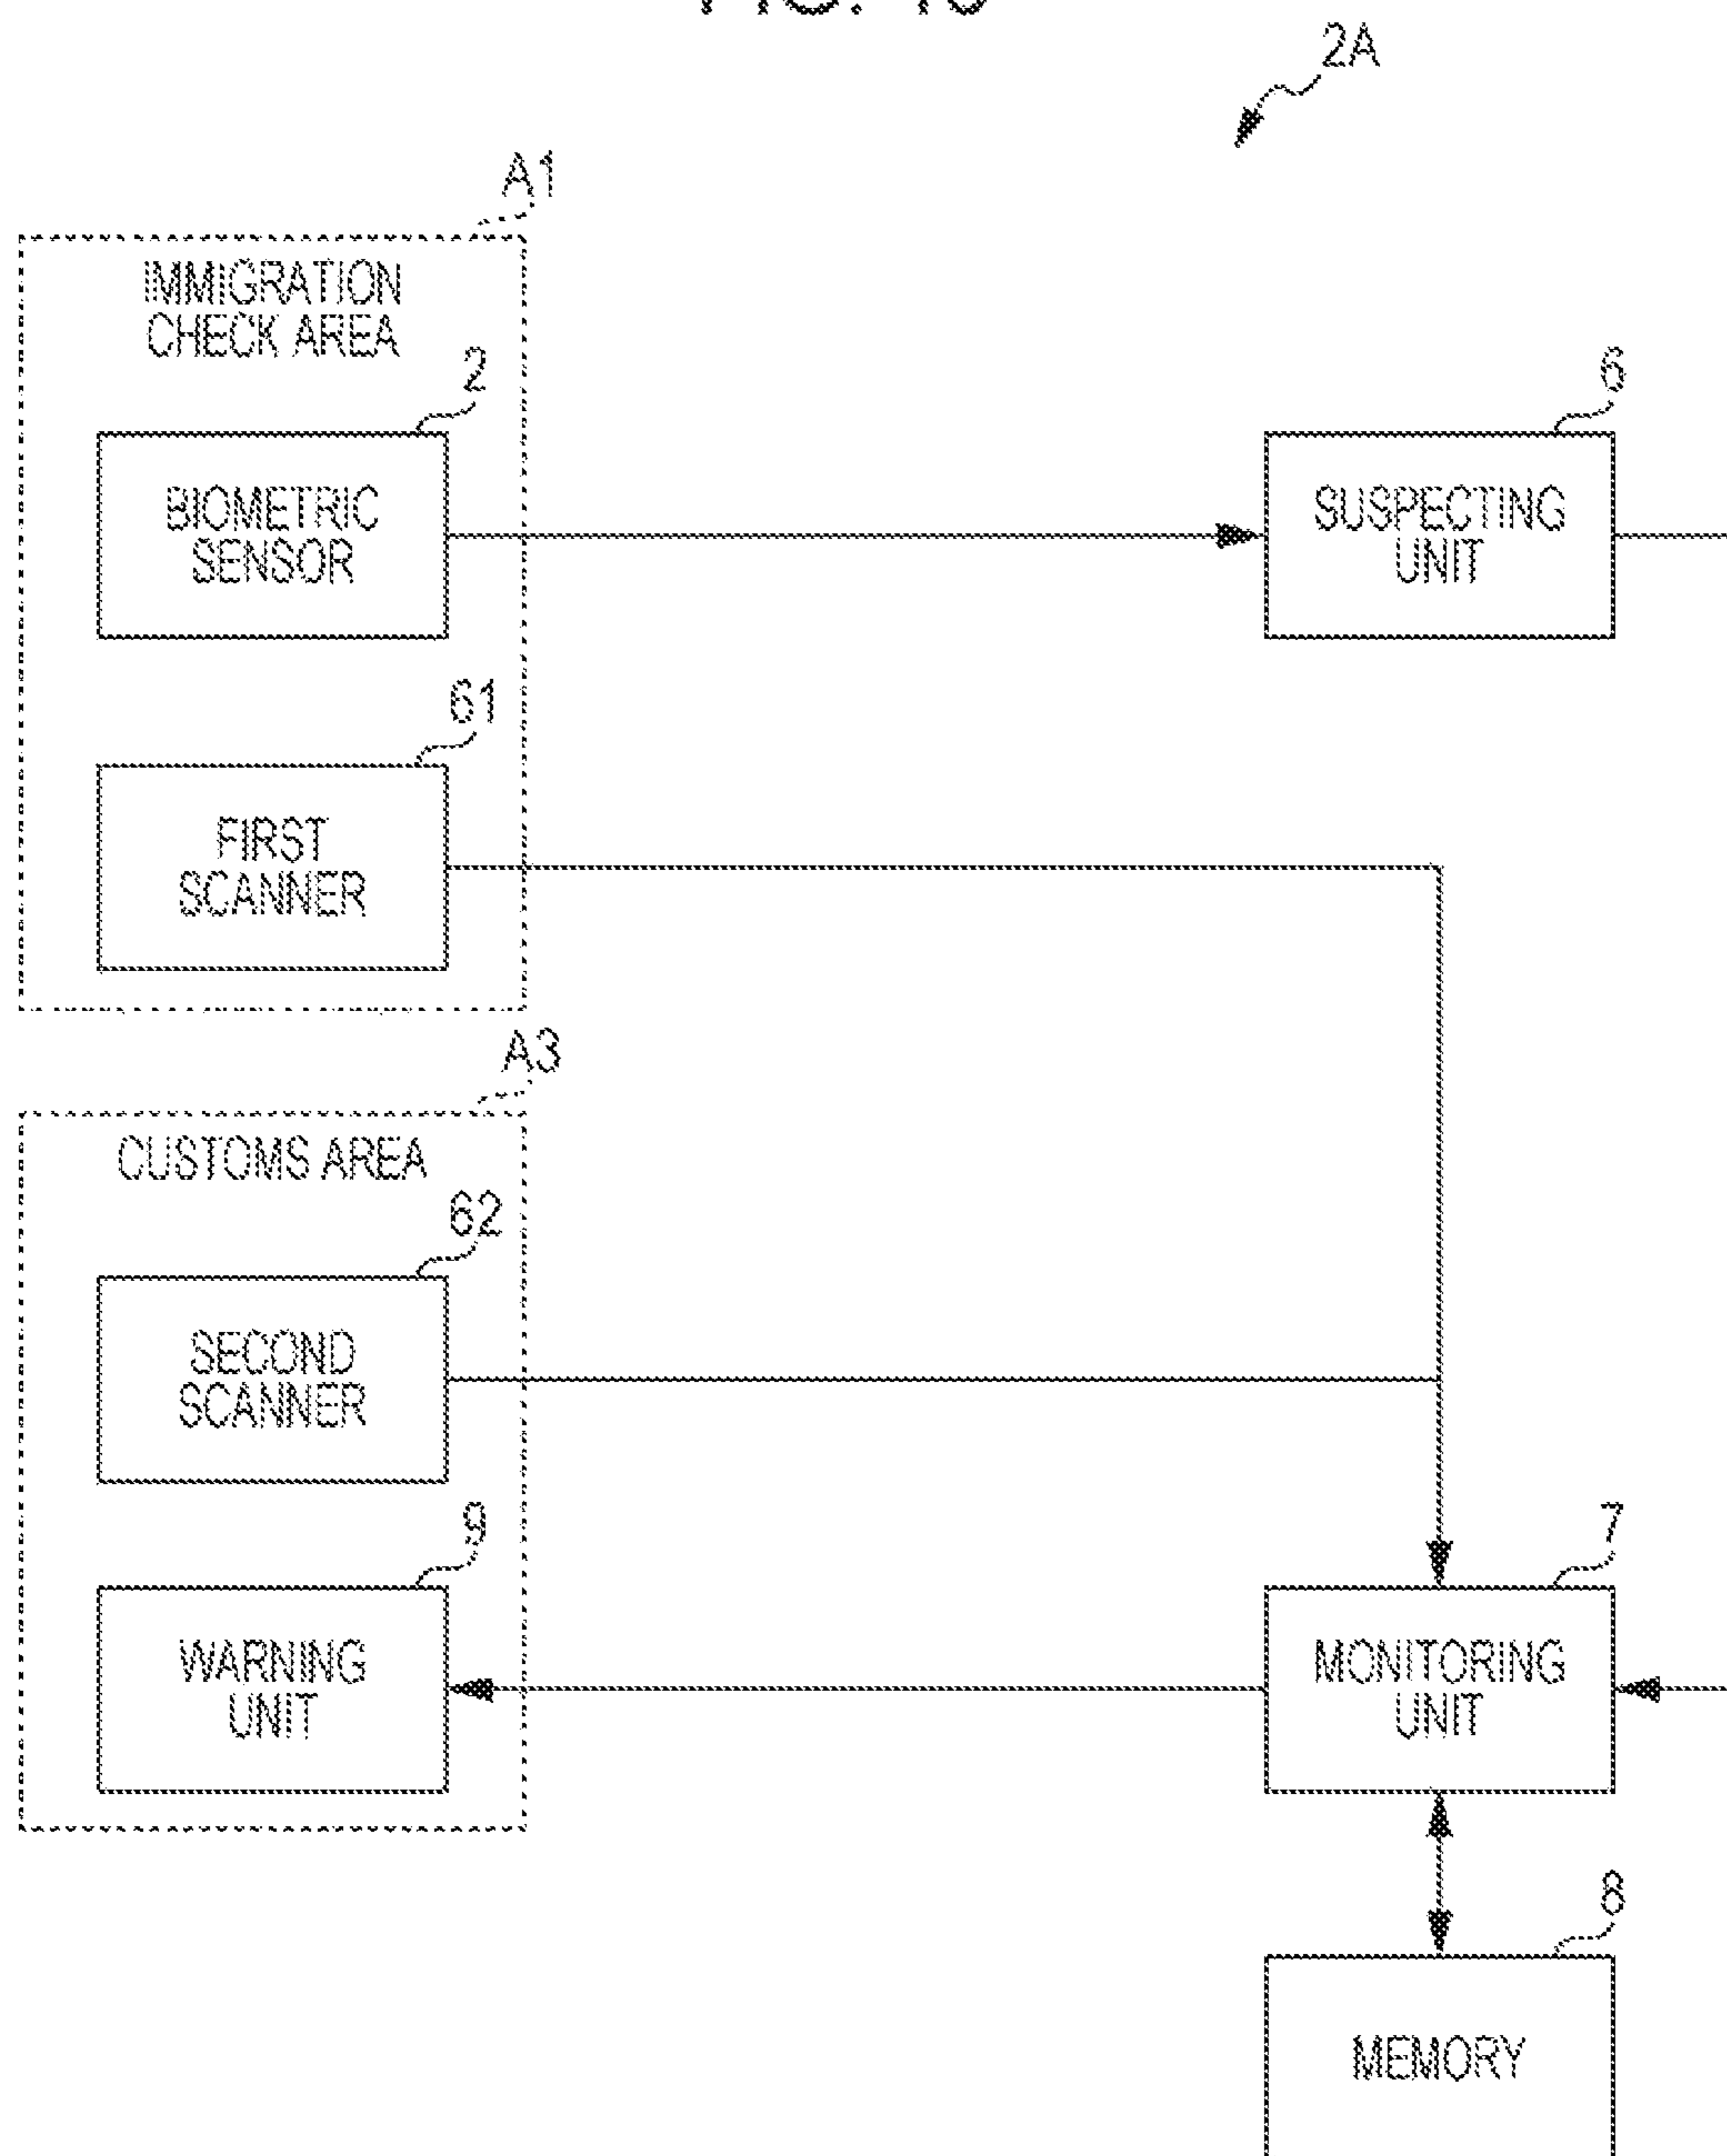 2A
A1
IMMIGRATION
CHECK AREA
2
BIOMETRIC
SENSOR
6
SUSPECTING
UNIT
61
FIRST
SCANNER
A3
CUSTOMS AREA
62
SECOND
SCANNER
9
WARNING
UNIT
7
MONITORING
UNIT
8
MEMORY